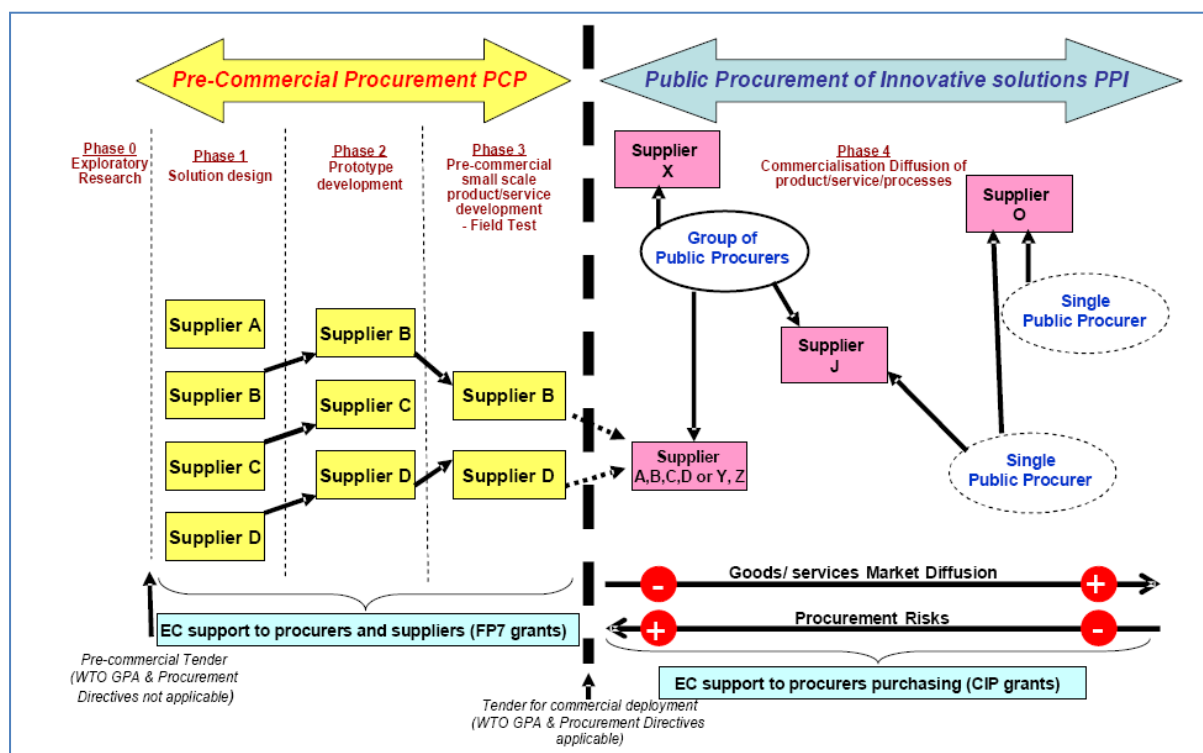 Pre-Commercial Procurement PCP
Public Procurement of Innovative solutions PPI
Phase 0
Exploratory
Research
Phase 1
Solution design
Phase 2
Prototype
development
Phase 3
Pre-commercial
small scale
product/service
development
- Field Test
Supplier
X
Phase 4
Commercialisation Diffusion of
product/service/processes
Supplier
O
Group of
Public Procurers
Single
Public Procurer
Supplier A
Supplier B
Supplier C
Supplier D
Supplier B
Supplier C
Supplier D
Supplier B
Supplier D
Supplier
J
Supplier
A,B,C,D or Y, Z
Single
Public Procurer
Goods/ services Market Diffusion
- +
Procurement Risks
+ -
EC support to procurers and suppliers (FP7 grants)
EC support to procurers purchasing (CIP grants)
Pre-commercial Tender
(WTO GPA & Procurement
Directives not applicable)
Tender for commercial deployment
(WTO GPA & Procurement Directives
applicable)